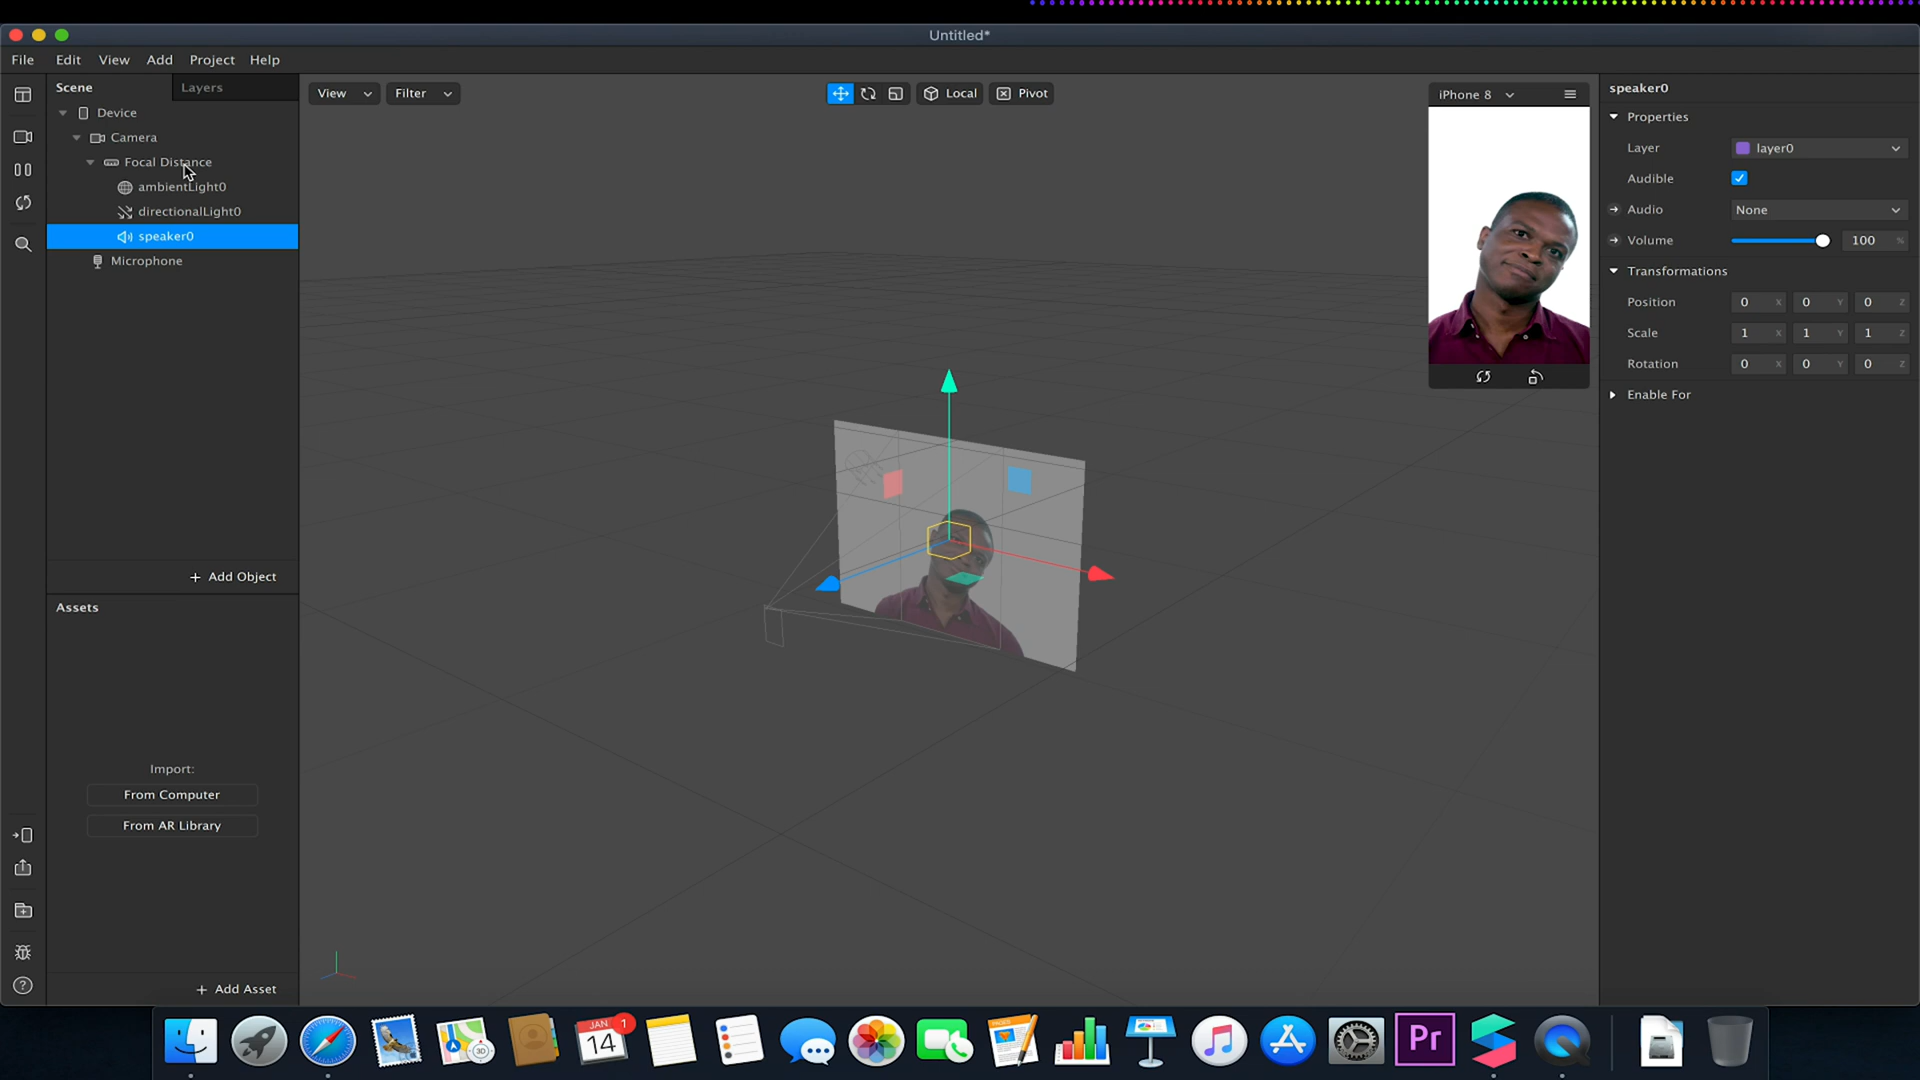 Untitled*
File Edit View Add Project Help
Scene Layers
Device
Camera
Focal Distance
ambientLight0
directionalLight0
speaker0
Microphone
+ Add Object
Assets
Import:
From Computer
From AR Library
+ Add Asset
View Filter Local Pivot
iPhone 8
speaker0
Properties
Layer layer0
Audible
Audio None
Volume 100 %
Transformations
Position 0 X 0 Y 0 Z
Scale 1 X 1 Y 1 Z
Rotation 0 X 0 Y 0 Z
Enable For
JAN 1
14
3D
Pr